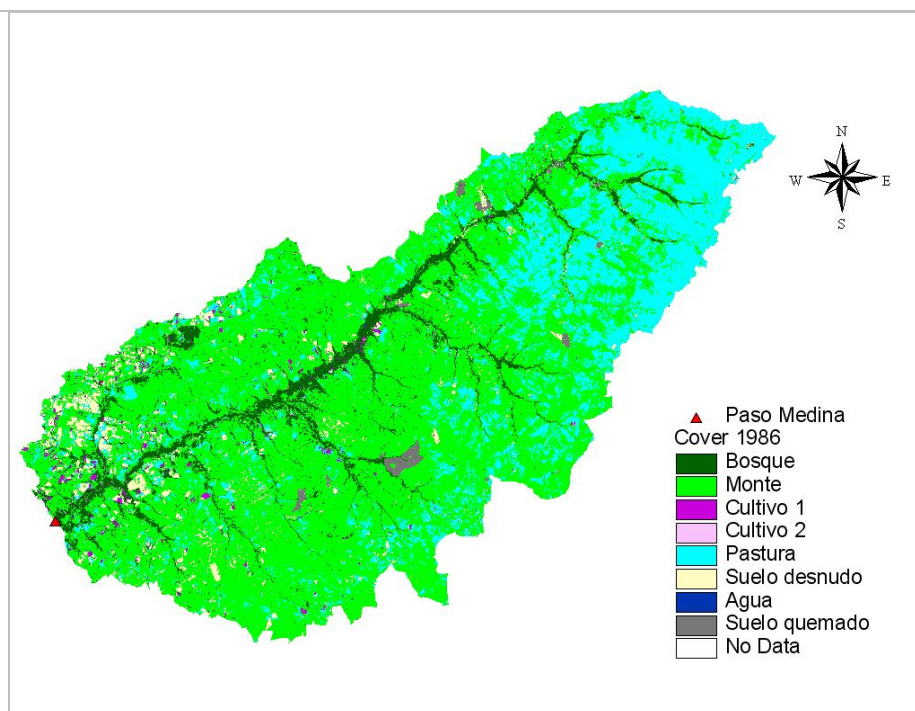 N
W E
S
Paso Medina
Cover 1986
Bosque
Monte
Cultivo 1
Cultivo 2
Pastura
Suelo desnudo
Agua
Suelo quemado
No Data